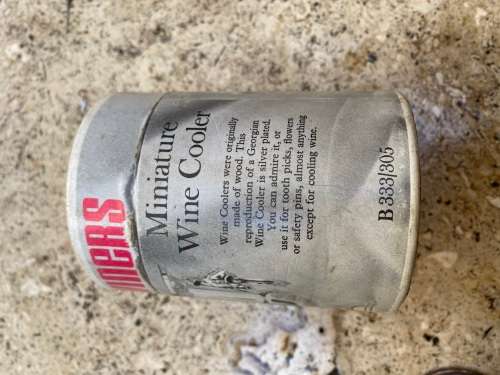 Miniature
Wine Cooler
Wine Coolers were originally
made of wood. This
reproduction of a Georgian
Wine Cooler is silver plated.
You can admire it, or
use it for tooth picks, flowers
or safety pins, almost anything
except for cooling wine.
B 333/305